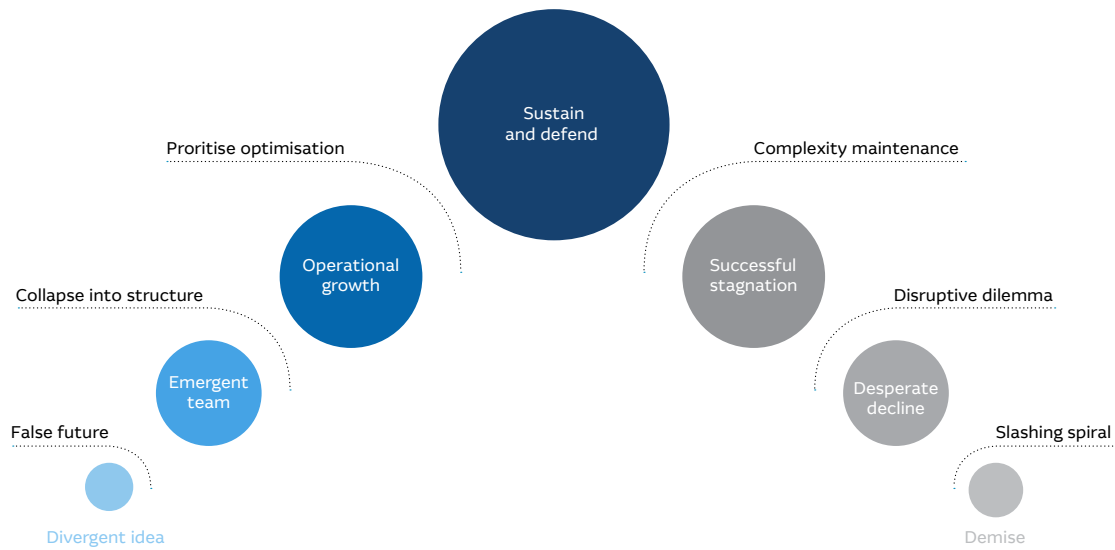 Sustain
and defend
Prioritise optimisation
Complexity maintenance
Operational
growth
Successful
stagnation
Collapse into structure
Disruptive dilemma
Emergent
team
Desperate
decline
False future
Slashing spiral
Divergent idea
Demise